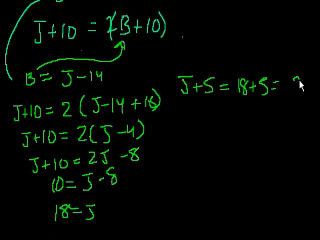 J+10 = 2(B+10)
B = J-14
J+10 = 2 (J-14+10)
J+10 = 2(J-4)
J+10 = 2J-8
10 = J-8
18 = J
J+5 = 18+5 =